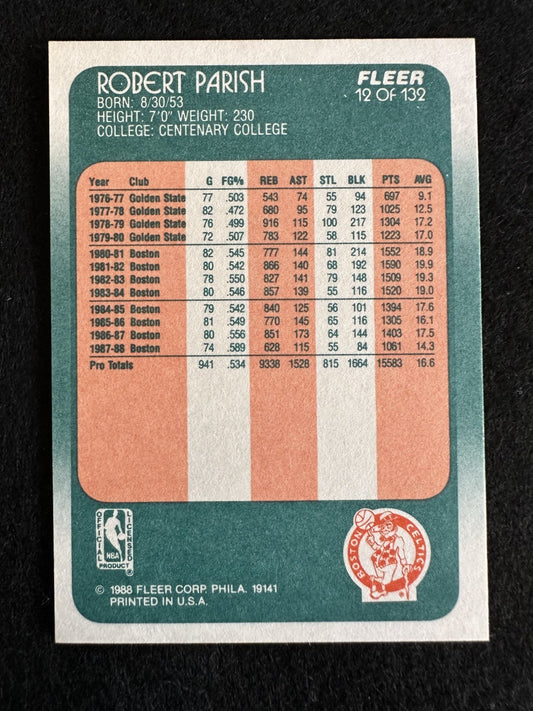 ROBERT PARISH
FLEER
BORN: 8/30/53
12 OF 132
HEIGHT: 7'0" WEIGHT: 230
COLLEGE: CENTENARY COLLEGE
Year Club G FG% REB AST STL BLK PTS AVG
1976-77 Golden State 77 .503 543 74 55 94 697 9.1
1977-78 Golden State 82 .472 680 95 79 123 1025 12.5
1978-79 Golden State 76 .499 916 115 100 217 1304 17.2
1979-80 Golden State 72 .507 783 122 58 115 1223 17.0
1980-81 Boston 82 .545 777 144 81 214 1552 18.9
1981-82 Boston 80 .542 866 140 68 192 1590 19.9
1982-83 Boston 78 .550 827 141 79 148 1509 19.3
1983-84 Boston 80 .546 857 139 55 116 1520 19.0
1984-85 Boston 79 .542 840 125 56 101 1394 17.6
1985-86 Boston 81 .549 770 145 65 116 1305 16.1
1986-87 Boston 80 .556 851 173 64 144 1403 17.5
1987-88 Boston 74 .589 628 115 55 84 1061 14.3
Pro Totals 941 .534 9338 1528 815 1664 15583 16.6
OFFICIAL LICENSED
NBA
PRODUCT ®
BOSTON CELTICS
© 1988 FLEER CORP. PHILA. 19141
PRINTED IN U.S.A.